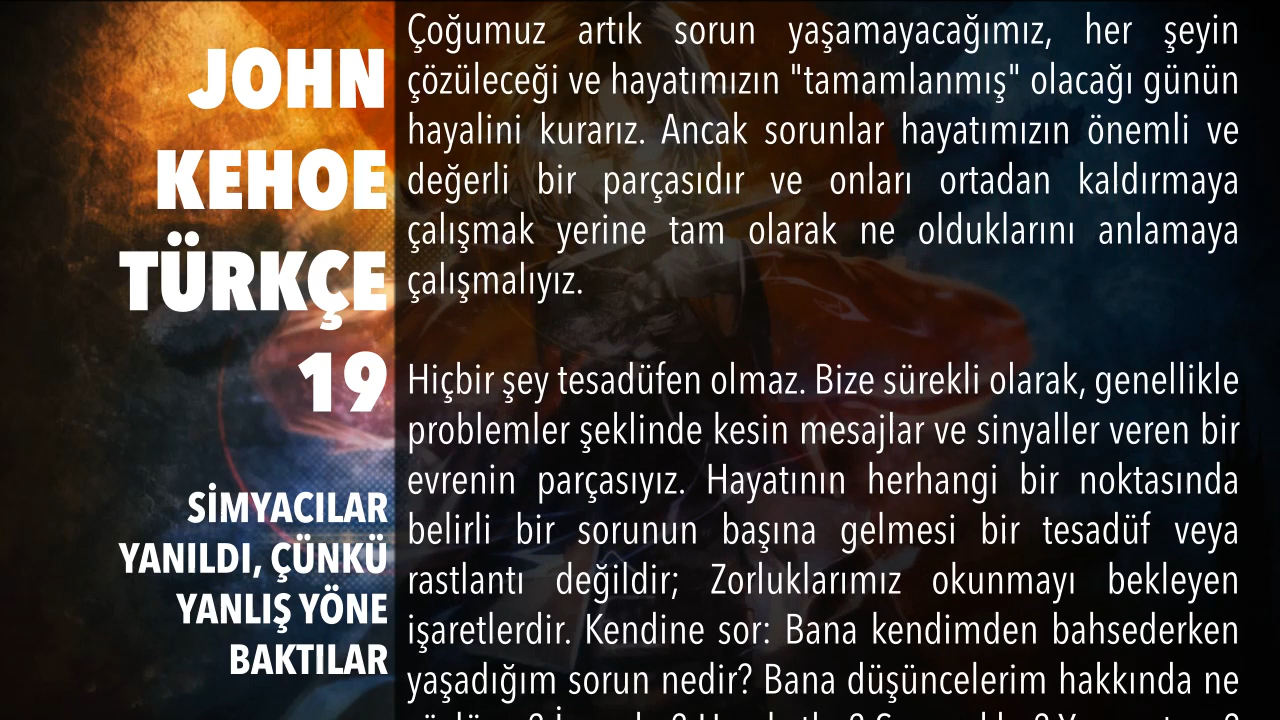 JOHN
KEHOE
TÜRKÇE
19
SİMYACILAR
YANILDI, ÇÜNKÜ
YANLIŞ YÖNE
BAKTILAR
Çoğumuz artık sorun yaşamayacağımız, her şeyin
çözüleceği ve hayatımızın "tamamlanmış" olacağı günün
hayalini kurarız. Ancak sorunlar hayatımızın önemli ve
değerli bir parçasıdır ve onları ortadan kaldırmaya
çalışmak yerine tam olarak ne olduklarını anlamaya
çalışmalıyız.
Hiçbir şey tesadüfen olmaz. Bize sürekli olarak, genellikle
problemler şeklinde kesin mesajlar ve sinyaller veren bir
evrenin parçasıyız. Hayatının herhangi bir noktasında
belirli bir sorunun başına gelmesi bir tesadüf veya
rastlantı değildir; Zorluklarımız okunmayı bekleyen
işaretlerdir. Kendine sor: Bana kendimden bahsederken
yaşadığım sorun nedir? Bana düşüncelerim hakkında ne